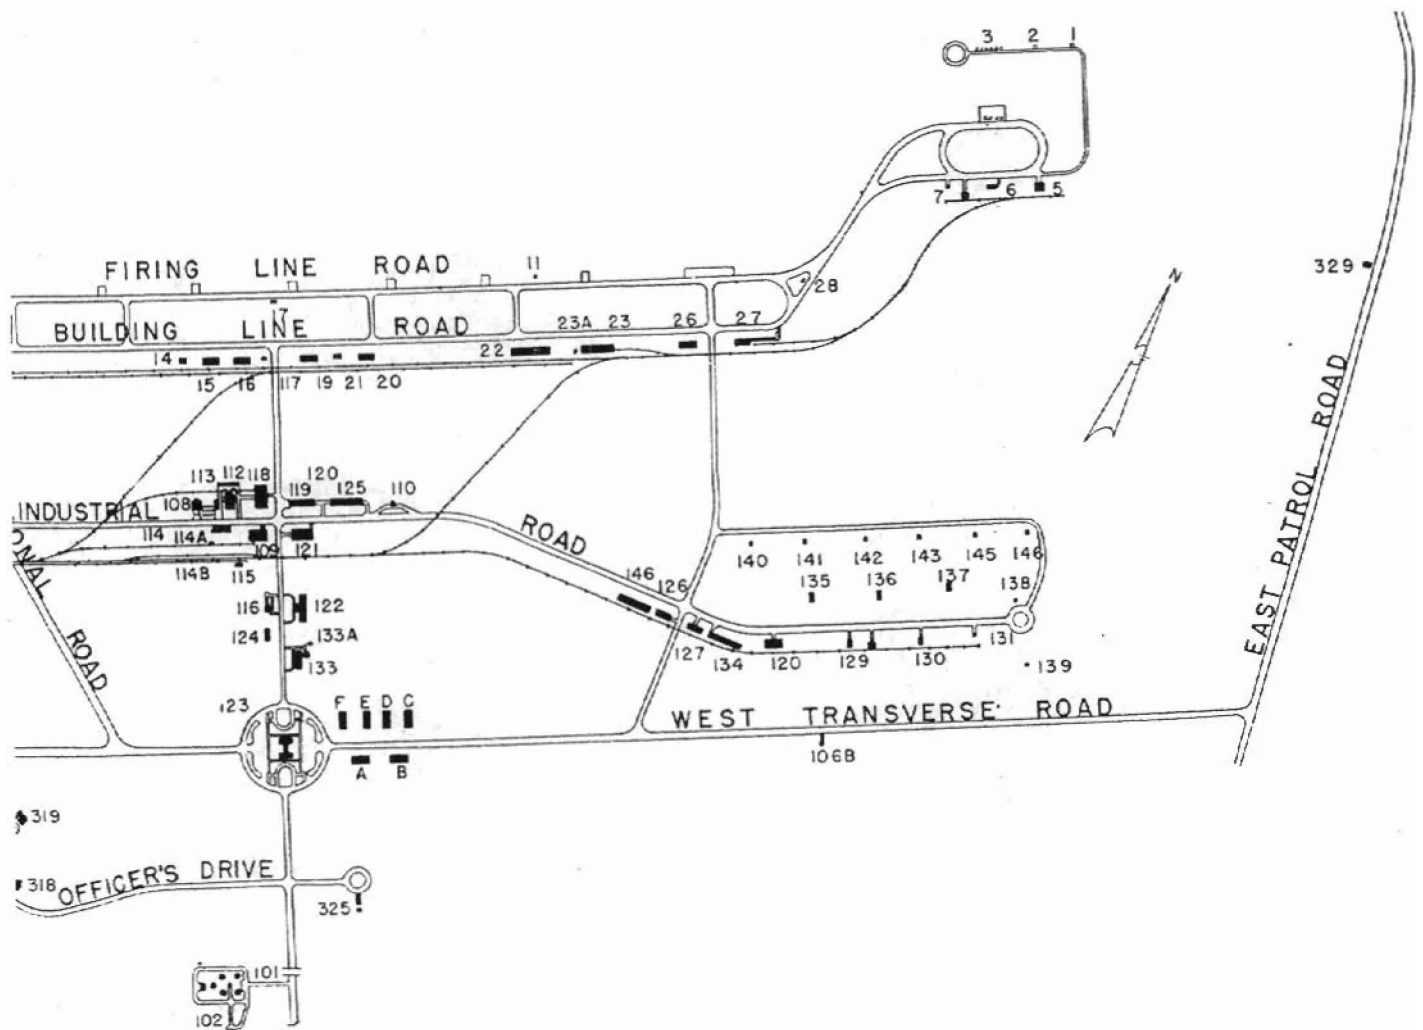 3 2 1
7 6 5
329
N
FIRING LINE ROAD 11
28
17
BUILDING LINE ROAD 23A 23 26 27
14 22
15 16 117 19 21 20
113 112 118 120
108 119 125 110
INDUSTRIAL ROAD
114 114A 109 121
114B 115
ONAL ROAD
140 141 142 143 145 146
135 136 137 138
146 126
116 122
124 133A
133
127 134 120 129 130 131
139
EAST PATROL ROAD
123 F E D C
WEST TRANSVERSE ROAD
106B
A B
319
318 OFFICER'S DRIVE
325
101
102